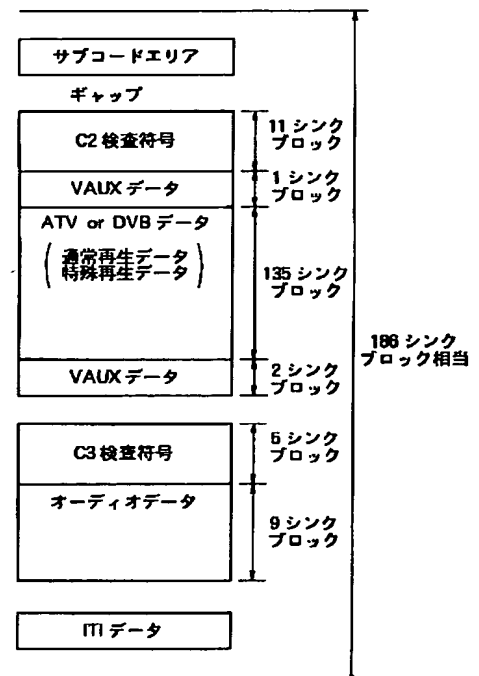 サブコードエリア
ギャップ
C2 検査符号
11 シンク
ブロック
VAUX データ
1 シンク
ブロック
ATV or DVB データ
通常再生データ
特殊再生データ
135 シンク
ブロック
186 シンク
ブロック相当
VAUX データ
2 シンク
ブロック
C3 検査符号
5 シンク
ブロック
オーディオデータ
9 シンク
ブロック
ITI データ